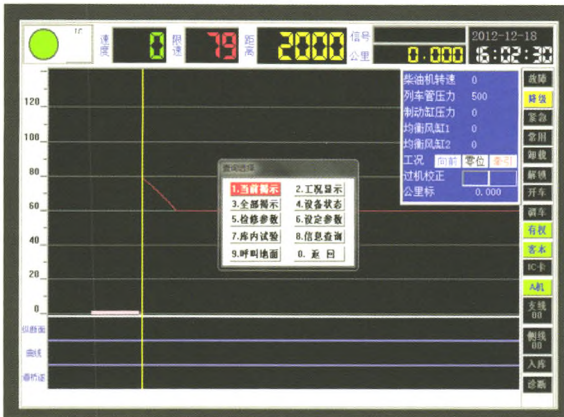 速度 0 限速 79 距离 2000 信号 公里 0.000
2012-12-18
16:02:30
柴油机转速 0
列车管压力 500
制动缸压力 0
均衡风缸1 0
均衡风缸2 0
工况 向前 零位 牵引
过机校正
公里标 0.000
120
100
80
60
40
20
0
纵断面
曲线
道桥遂
查询选择
1.当前揭示 2.工况显示
3.全部揭示 4.设备状态
5.检修参数 6.设定参数
7.库内试验 8.信息查询
9.呼叫地面 0. 返 回
故障
降级
紧急
常用
卸载
解锁
开车
调车
有权
客本
IC卡
A机
支线
00
侧线
00
入库
诊断